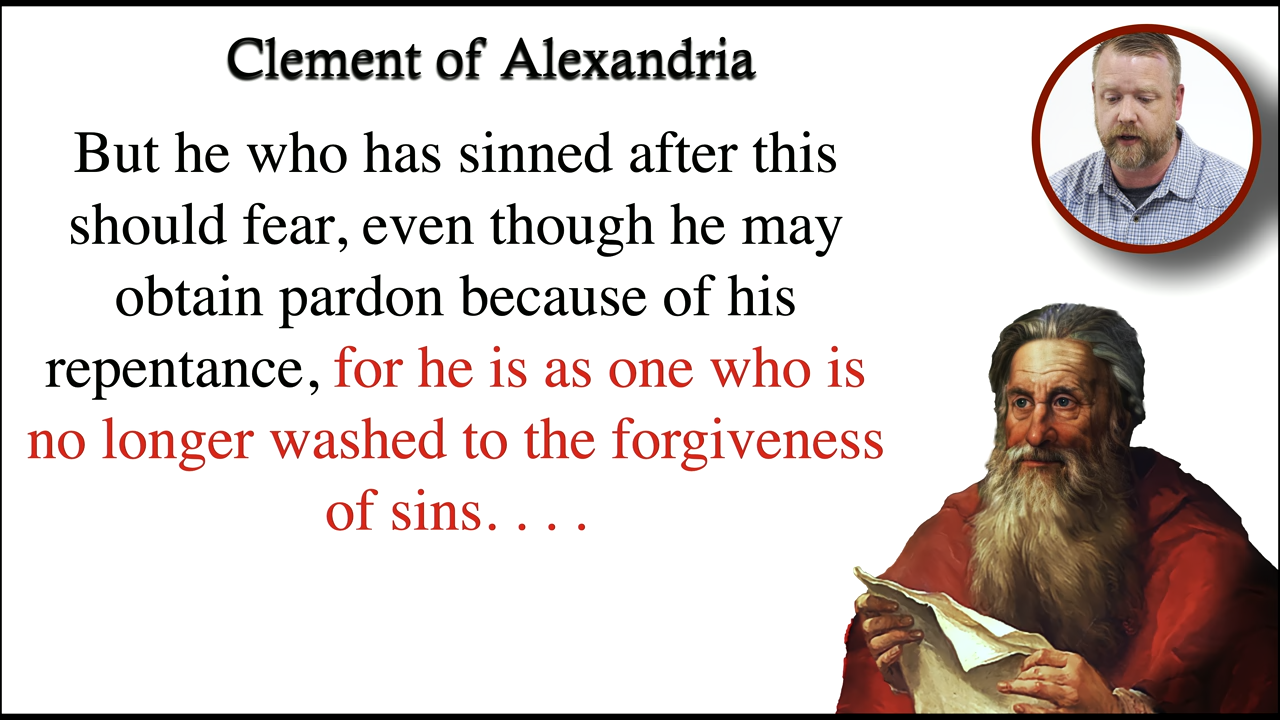 Clement of Alexandria
But he who has sinned after this
should fear, even though he may
obtain pardon because of his
repentance, for he is as one who is
no longer washed to the forgiveness
of sins. . . .